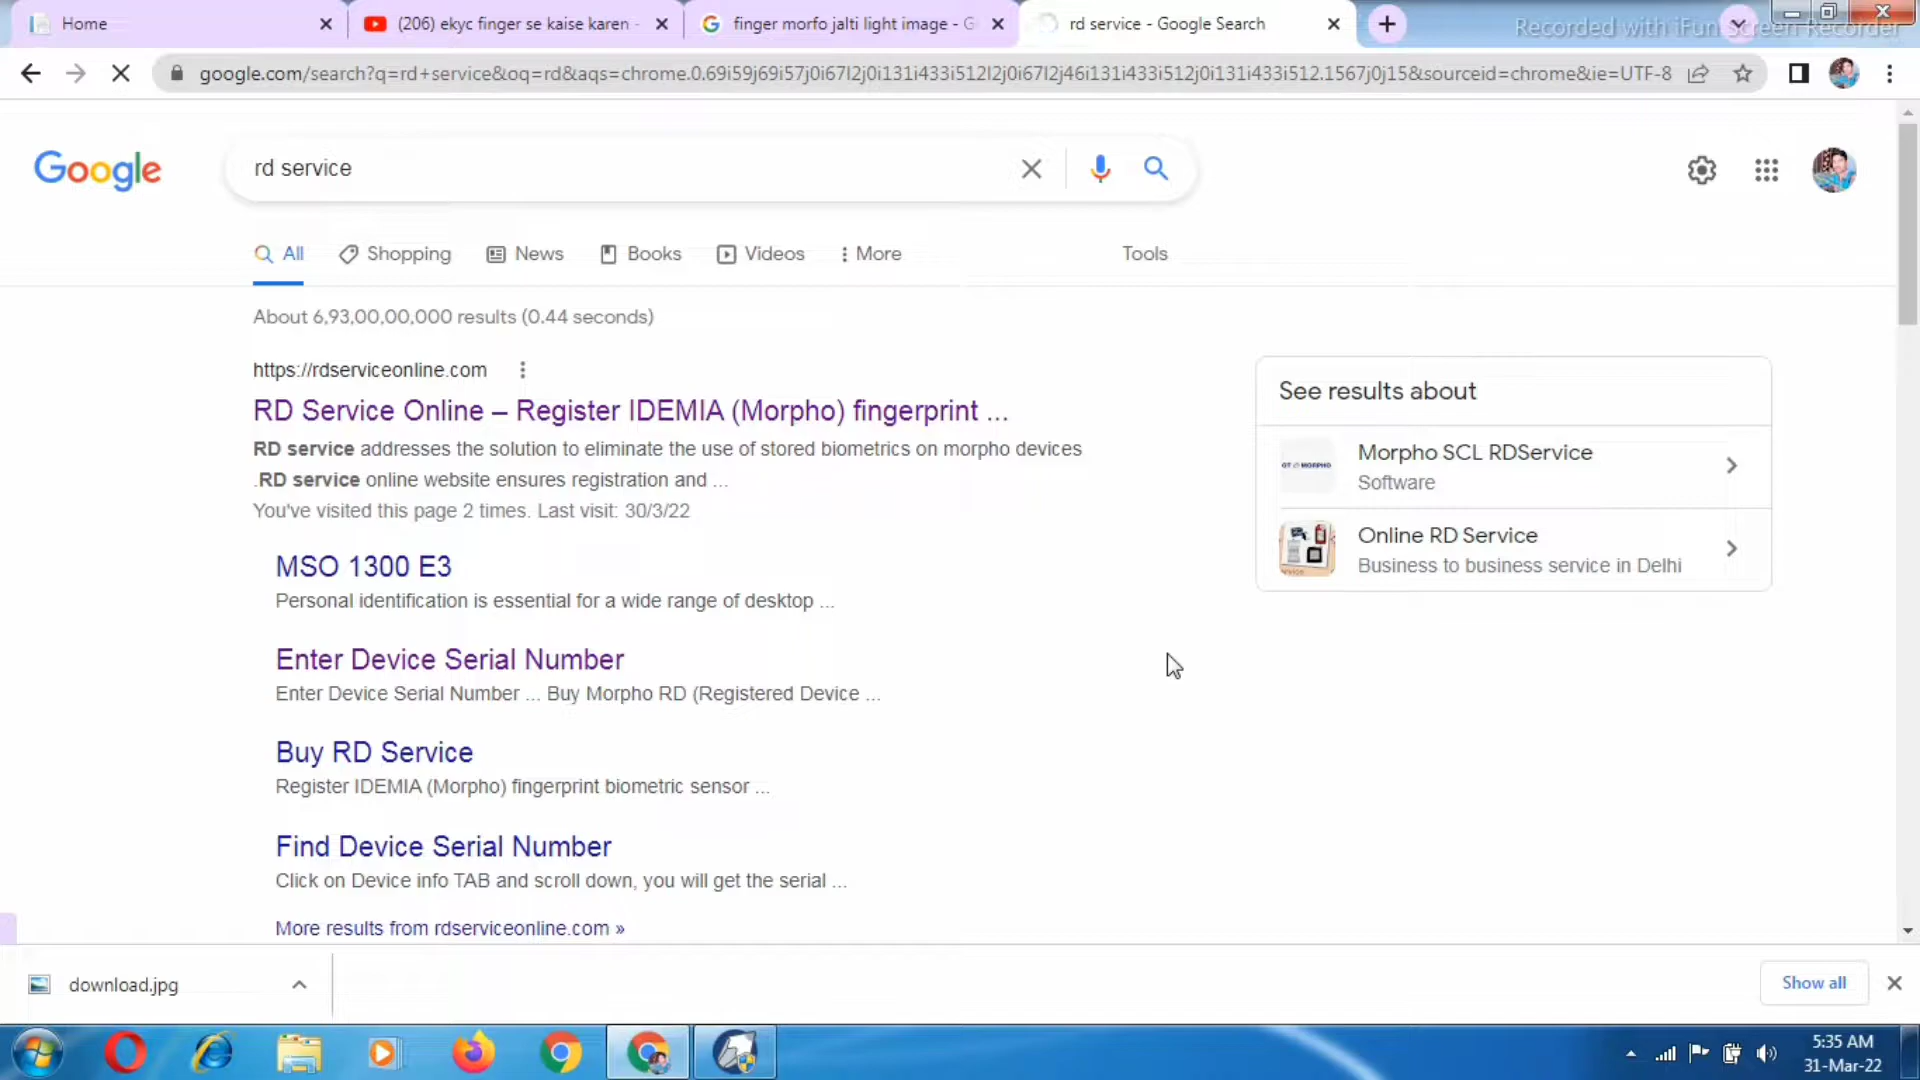 Home
(206) ekyc finger se kaise karen -
finger morfo jalti light image - G
rd service - Google Search
Recorded with iFun Screen Recorder
google.com/search?q=rd+service&oq=rd&aqs=chrome.0.69i59j69i57j0i67l2j0i131i433i512l2j0i67l2j46i131i433i512j0i131i433i512.1567j0j15&sourceid=chrome&ie=UTF-8
Google
rd service
All
Shopping
News
Books
Videos
More
Tools
About 6,93,00,00,000 results (0.44 seconds)
https://rdserviceonline.com
RD Service Online – Register IDEMIA (Morpho) fingerprint ...
RD service addresses the solution to eliminate the use of stored biometrics on morpho devices
.RD service online website ensures registration and ...
You've visited this page 2 times. Last visit: 30/3/22
MSO 1300 E3
Personal identification is essential for a wide range of desktop ...
Enter Device Serial Number
Enter Device Serial Number ... Buy Morpho RD (Registered Device ...
Buy RD Service
Register IDEMIA (Morpho) fingerprint biometric sensor ...
Find Device Serial Number
Click on Device info TAB and scroll down, you will get the serial ...
More results from rdserviceonline.com »
See results about
Morpho SCL RDService
Software
Online RD Service
Business to business service in Delhi
download.jpg
Show all
5:35 AM
31-Mar-22